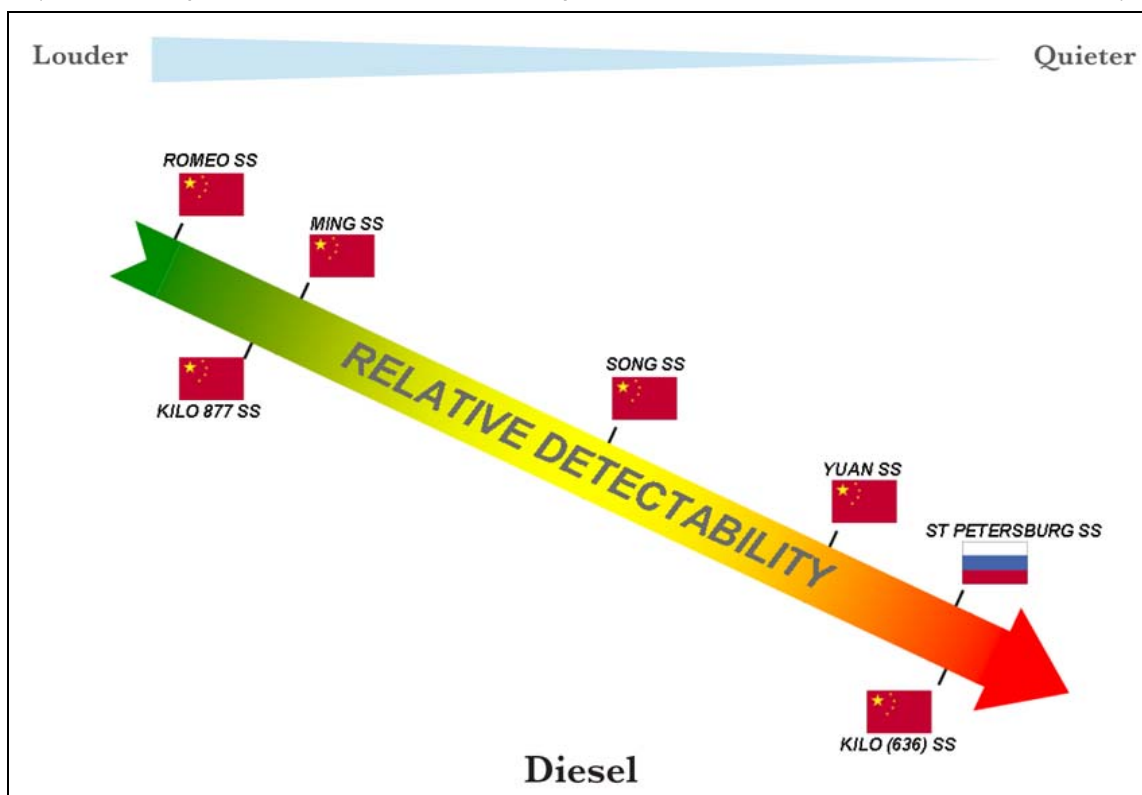 Louder
Quieter
ROMEO SS
MING SS
KILO 877 SS
RELATIVE DETECTABILITY
SONG SS
YUAN SS
ST PETERSBURG SS
KILO (636) SS
Diesel